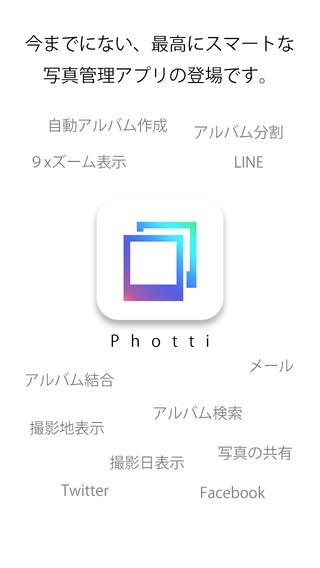 今までにない、最高にスマートな
写真管理アプリの登場です。
自動アルバム作成
アルバム分割
９xズーム表示
LINE
Photti
メール
アルバム結合
アルバム検索
撮影地表示
写真の共有
撮影日表示
Twitter
Facebook